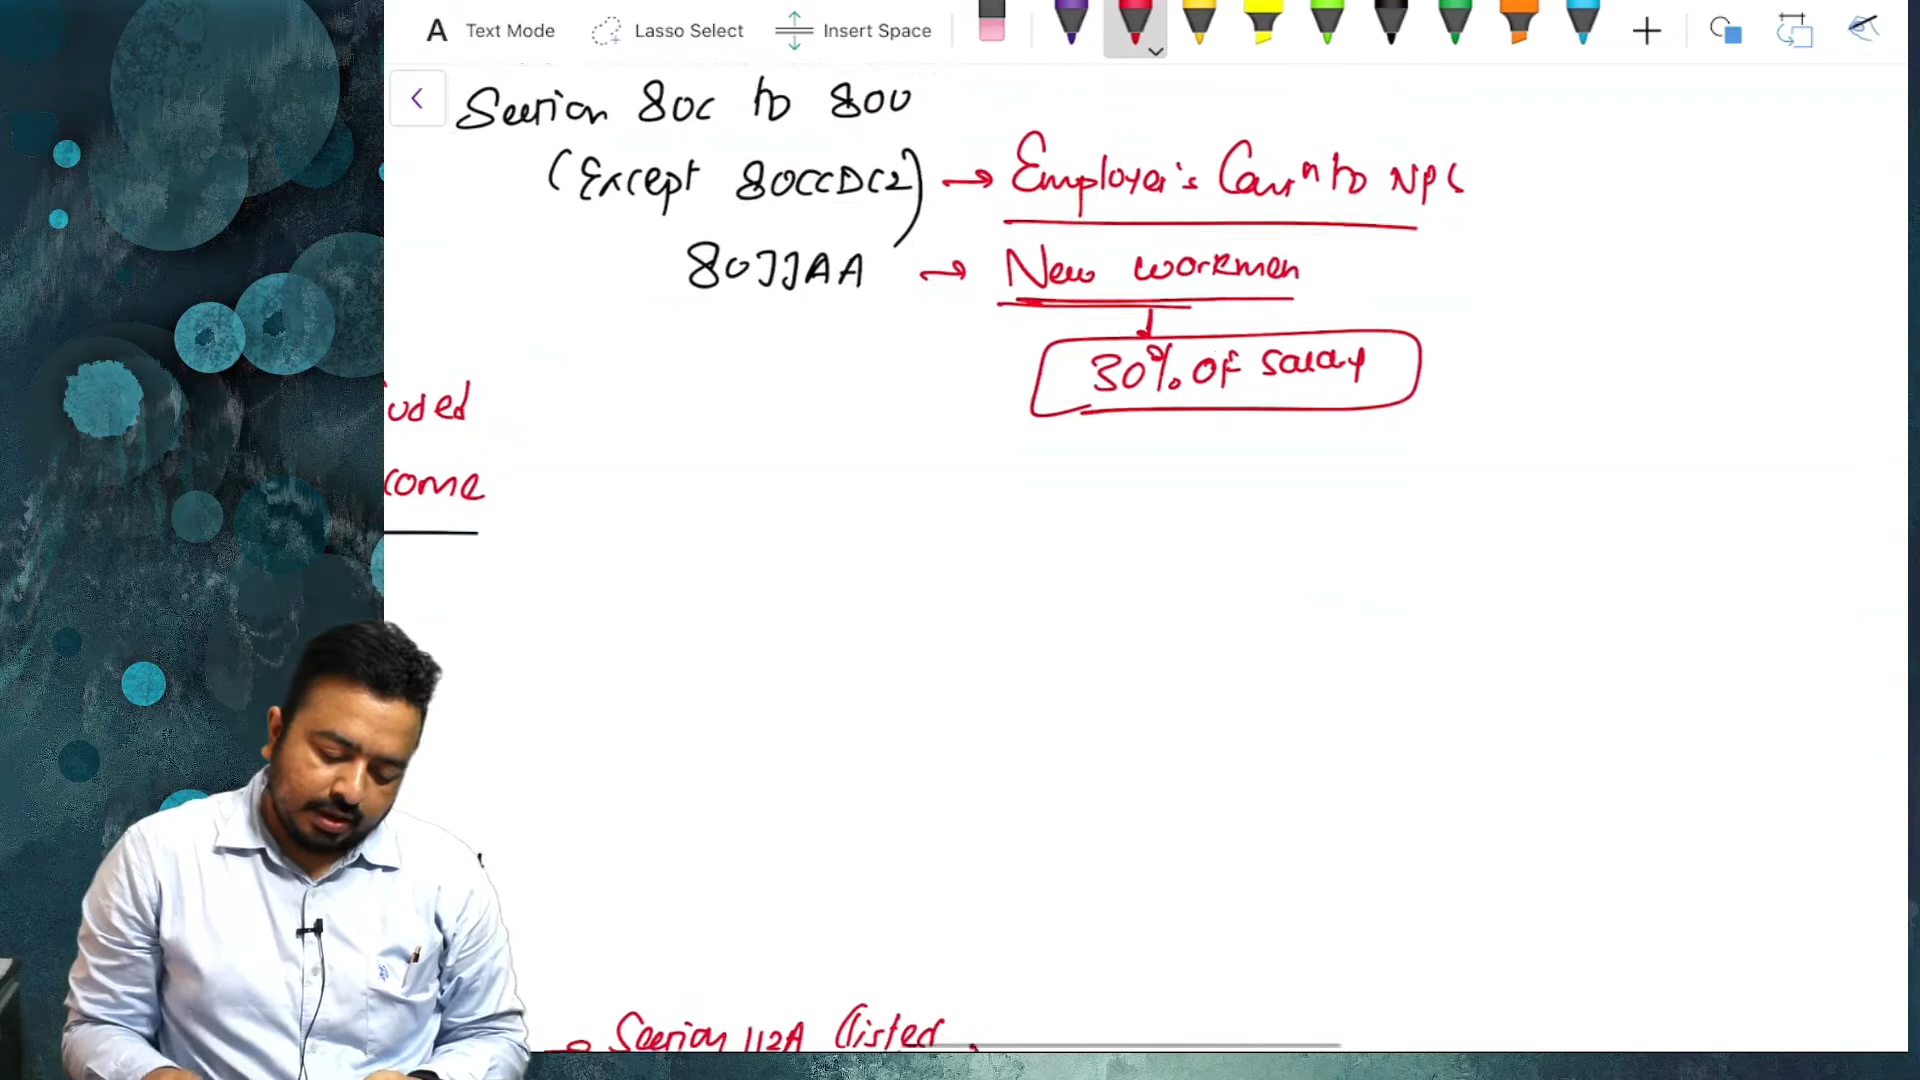 A Text Mode Lasso Select Insert Space
Section 80C to 80U
(Except 80CCD(2) → Employer's Contn to NPS
80JJAA → New workmen
30% of salary
uded
come
→ Section 112A (listed